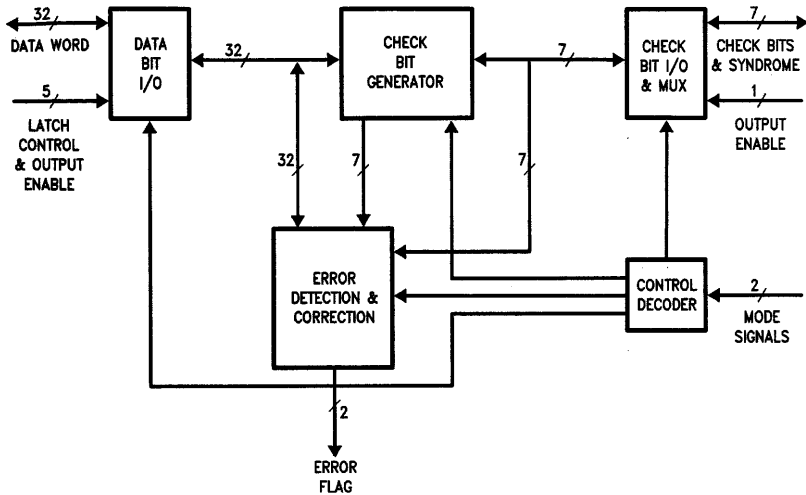 32
DATA WORD
5
LATCH
CONTROL
& OUTPUT
ENABLE
DATA
BIT
I/O
32
CHECK
BIT
GENERATOR
7
CHECK
BIT I/O
& MUX
7
CHECK BITS
& SYNDROME
1
OUTPUT
ENABLE
32
7
7
ERROR
DETECTION &
CORRECTION
CONTROL
DECODER
2
MODE
SIGNALS
2
ERROR
FLAG